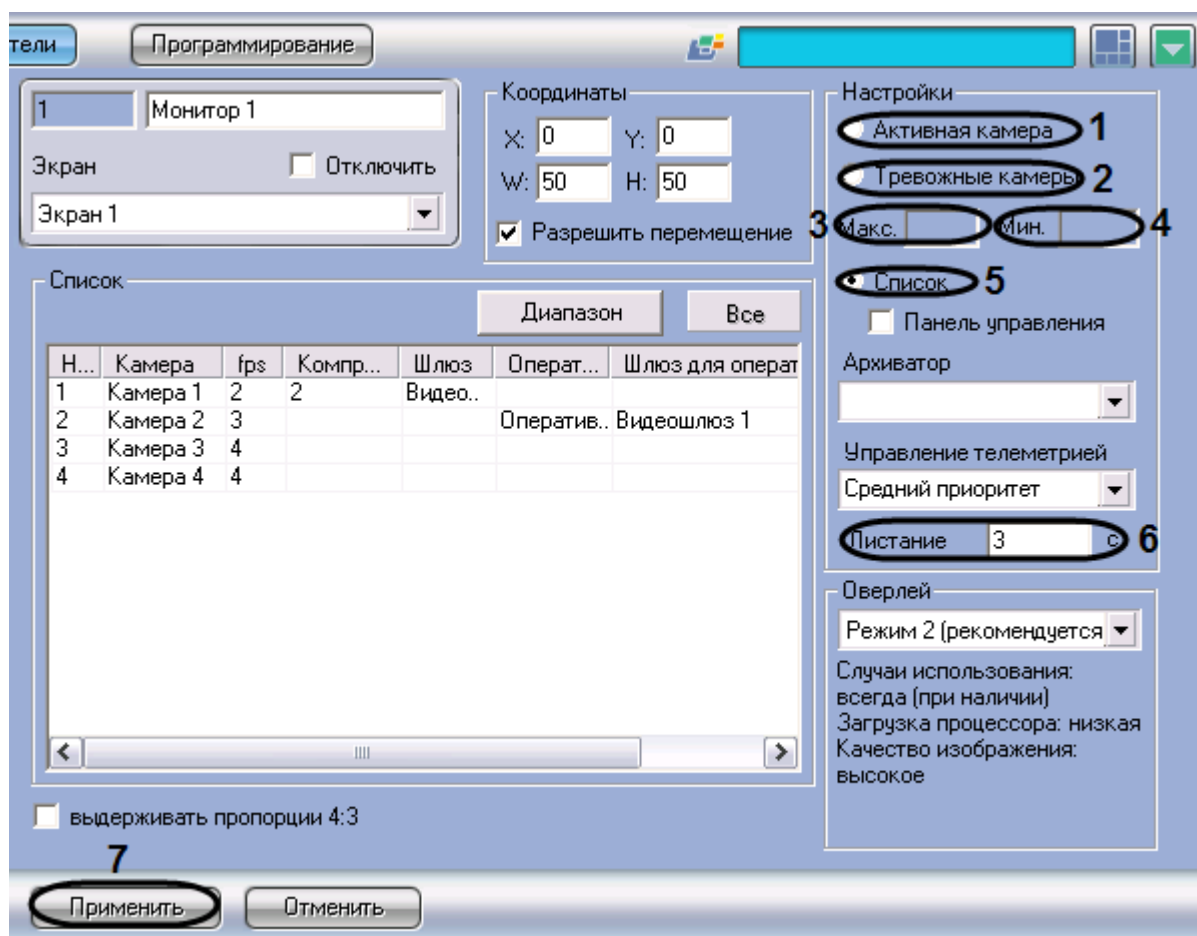 тели
Программирование
1
Монитор 1
Экран
Отключить
Экран 1
Координаты
X: 0 Y: 0
W: 50 H: 50
Разрешить перемещение
Настройки
Активная камера 1
Тревожные камеры 2
3 Макс. Мин. 4
Список 5
Панель управления
Архиватор
Управление телеметрией
Средний приоритет
Листание 3 с 6
Список
Диапазон
Все
Н... Камера fps Компр... Шлюз Операт... Шлюз для операт
1 Камера 1 2 2 Видео..
2 Камера 2 3 Оператив.. Видеошлюз 1
3 Камера 3 4
4 Камера 4 4
Оверлей
Режим 2 (рекомендуется
Случаи использования:
всегда (при наличии)
Загрузка процессора: низкая
Качество изображения:
высокое
выдерживать пропорции 4:3
7
Применить
Отменить